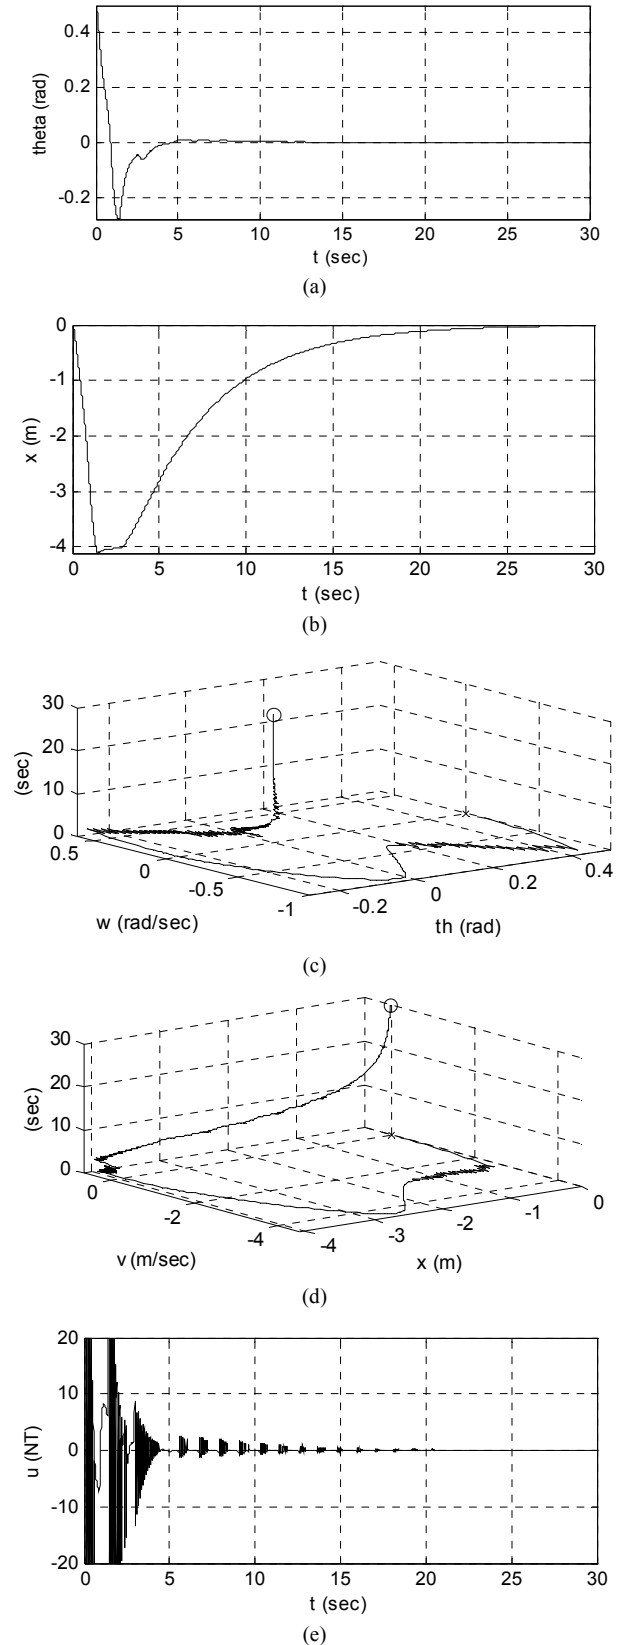 0.4
0.2
0
-0.2
theta (rad)
0 5 10 15 20 25 30
t (sec)
(a)
0
-1
-2
-3
-4
x (m)
0 5 10 15 20 25 30
t (sec)
(b)
30
20
10
0
(sec)
0.5 0 -0.5 -1
-0.2 0 0.2 0.4
w (rad/sec) th (rad)
(c)
30
20
10
0
(sec)
0 -2 -4
-4 -3 -2 -1 0
v (m/sec) x (m)
(d)
20
10
0
-10
-20
u (NT)
0 5 10 15 20 25 30
t (sec)
(e)